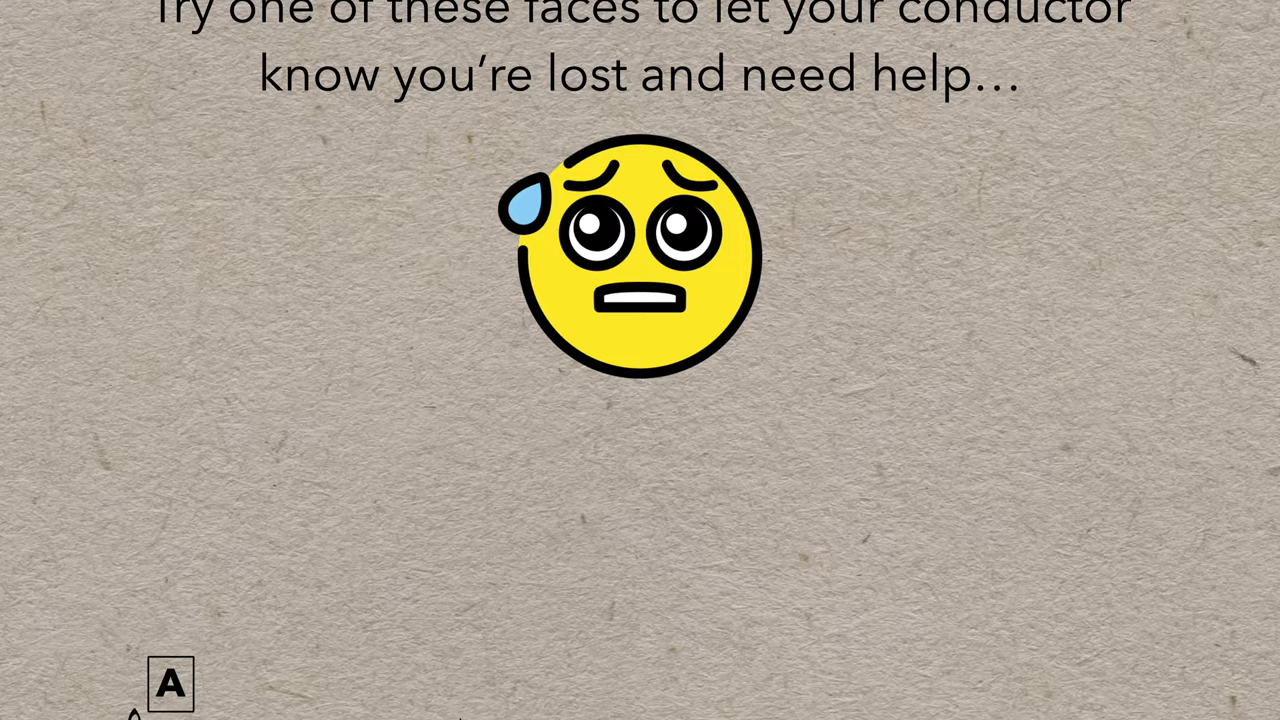 Try one of these faces to let your conductor
know you’re lost and need help…
A